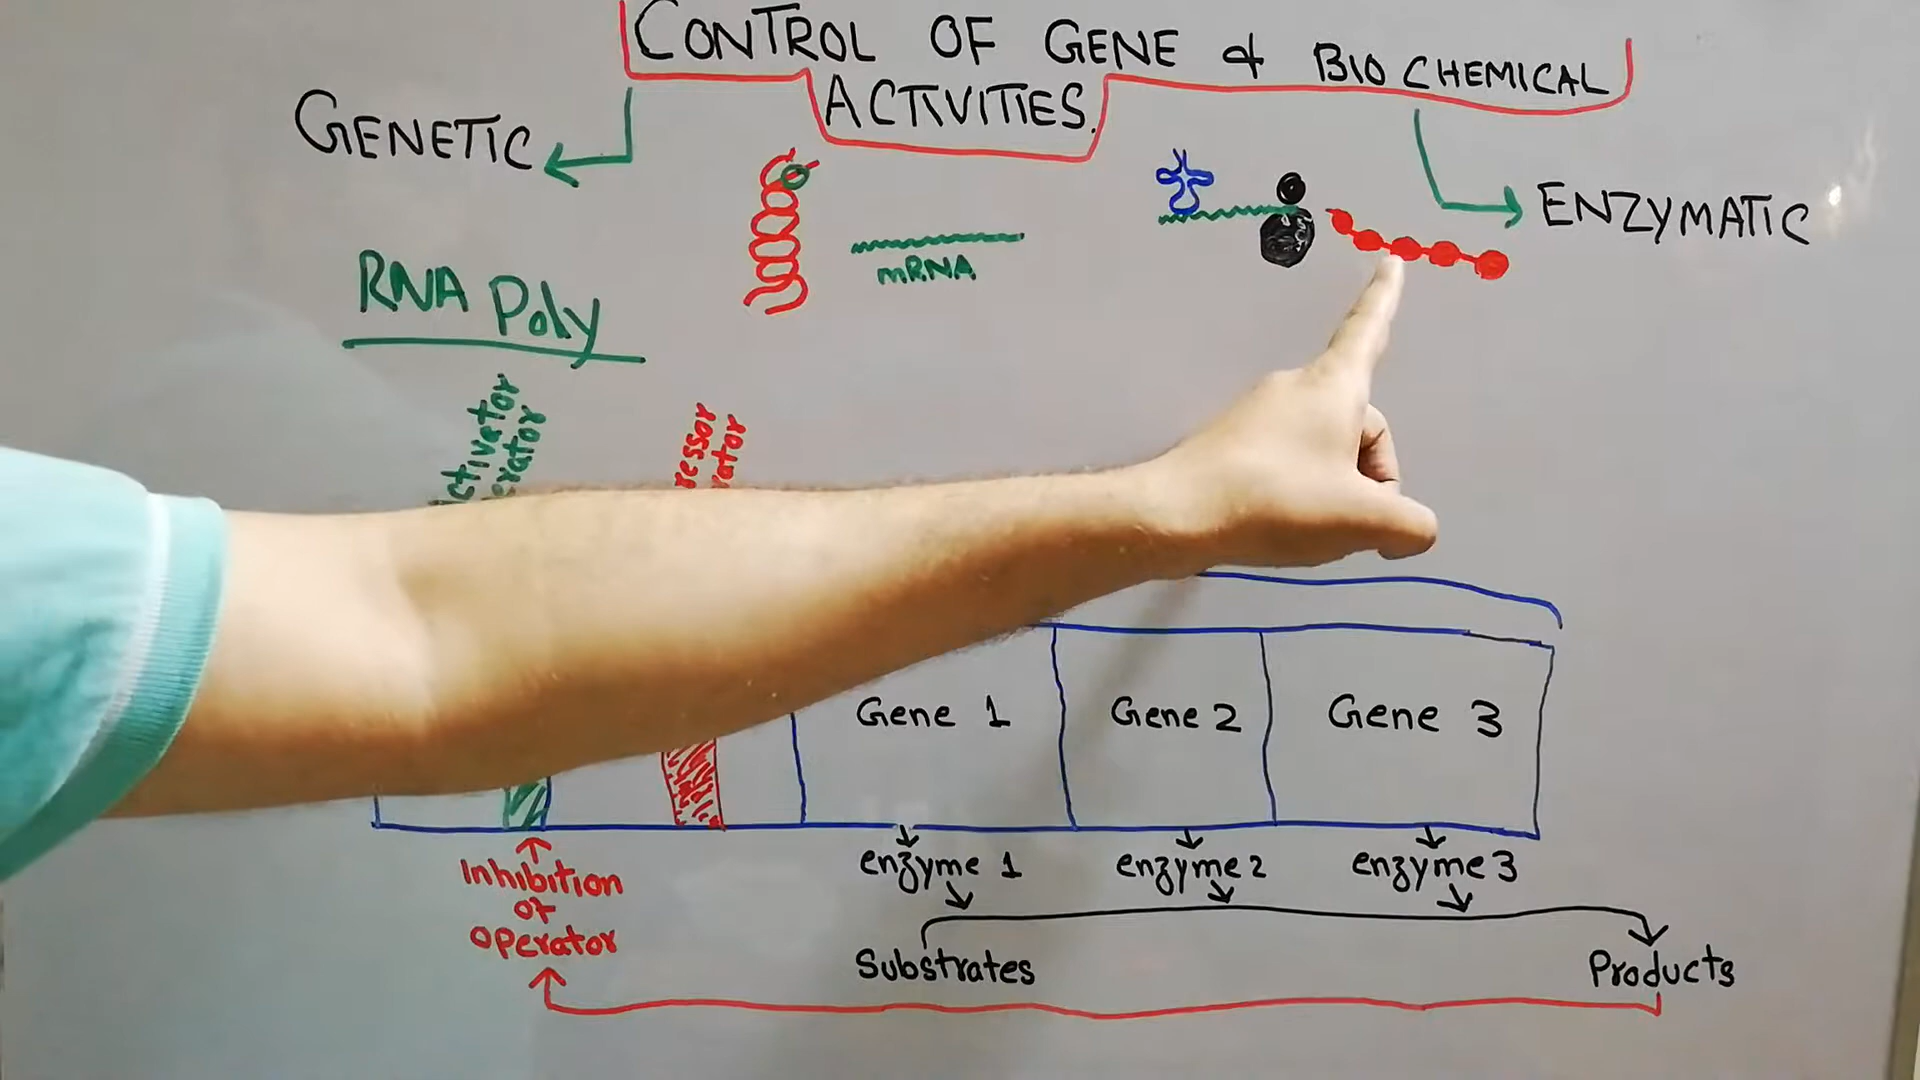 CONTROL OF GENE & BIOCHEMICAL
ACTIVITIES.
GENETIC
ENZYMATIC
mRNA
RNA Poly
Gene 1
Gene 2
Gene 3
enzyme 1
enzyme 2
enzyme 3
Inhibition
of
operator
Substrates
Products